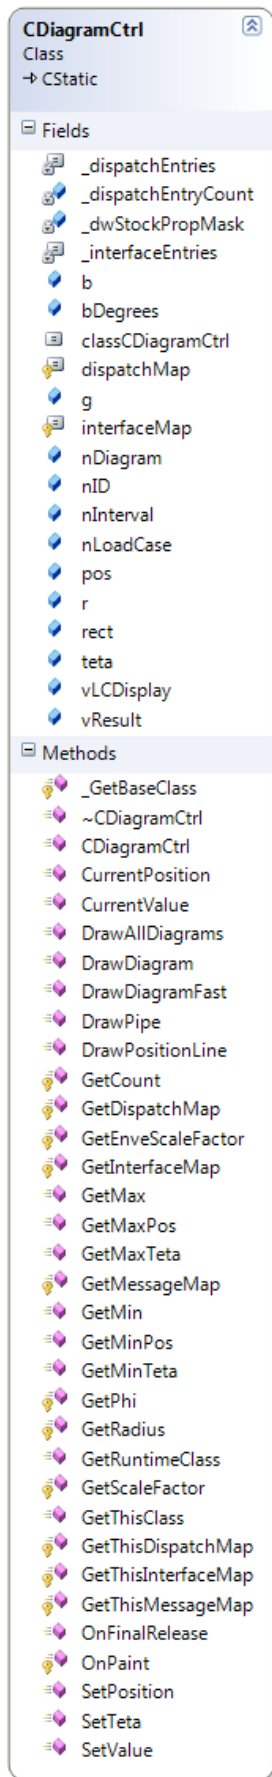 CDiagramCtrl
Class
CStatic
Fields
_dispatchEntries
_dispatchEntryCount
_dwStockPropMask
_interfaceEntries
b
bDegrees
classCDiagramCtrl
dispatchMap
g
interfaceMap
nDiagram
nID
nInterval
nLoadCase
pos
r
rect
teta
vLCDisplay
vResult
Methods
_GetBaseClass
~CDiagramCtrl
CDiagramCtrl
CurrentPosition
CurrentValue
DrawAllDiagrams
DrawDiagram
DrawDiagramFast
DrawPipe
DrawPositionLine
GetCount
GetDispatchMap
GetEnveScaleFactor
GetInterfaceMap
GetMax
GetMaxPos
GetMaxTeta
GetMessageMap
GetMin
GetMinPos
GetMinTeta
GetPhi
GetRadius
GetRuntimeClass
GetScaleFactor
GetThisClass
GetThisDispatchMap
GetThisInterfaceMap
GetThisMessageMap
OnFinalRelease
OnPaint
SetPosition
SetTeta
SetValue